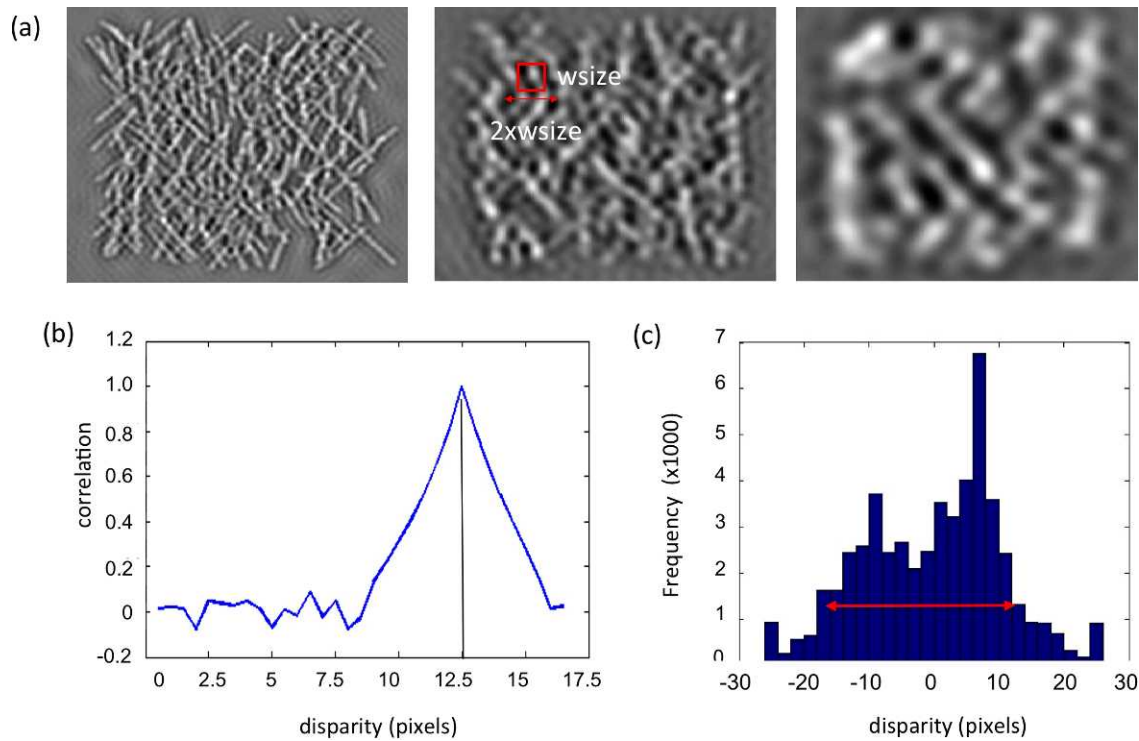 (a)
wsize
2xwsize
(b)
correlation
1.2
1.0
0.8
0.6
0.4
0.2
0
-0.2
0 2.5 5 7.5 10 12.5 15 17.5
disparity (pixels)
(c)
Frequency (x1000)
7
6
5
4
3
2
1
0
-30 -20 -10 0 10 20 30
disparity (pixels)